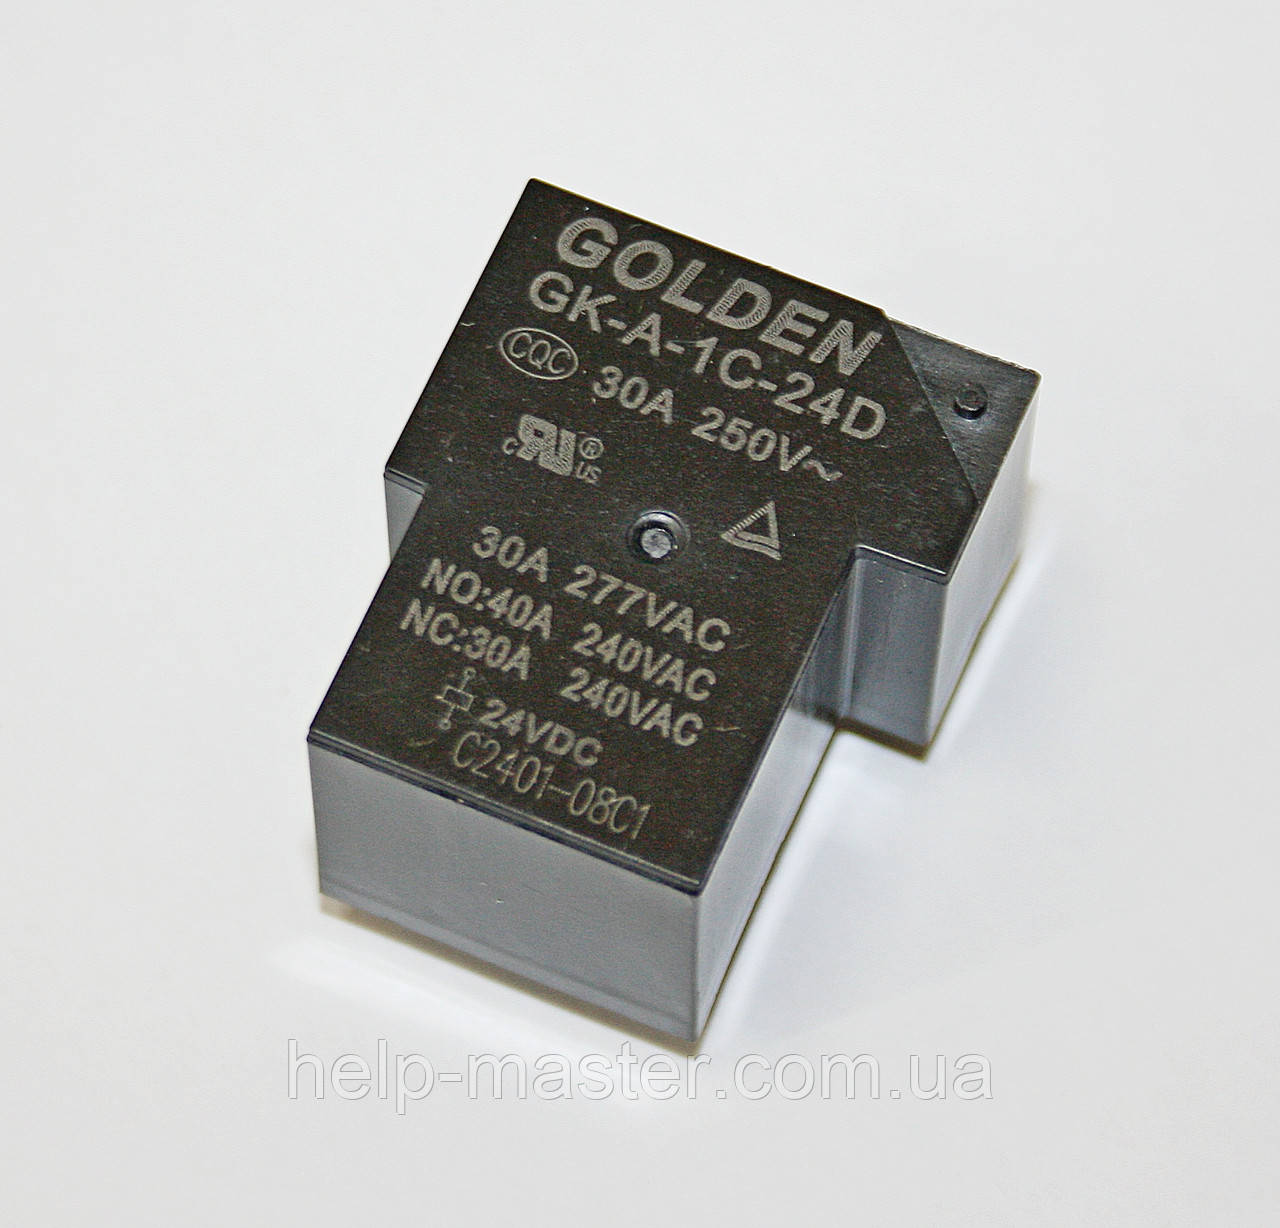 GOLDEN
GK-A-1C-24D
CQC 30A 250V~
c RU ® US
30A 277VAC
NO:40A 240VAC
NC:30A 240VAC
24VDC
C2401-08C1
help-master.com.ua